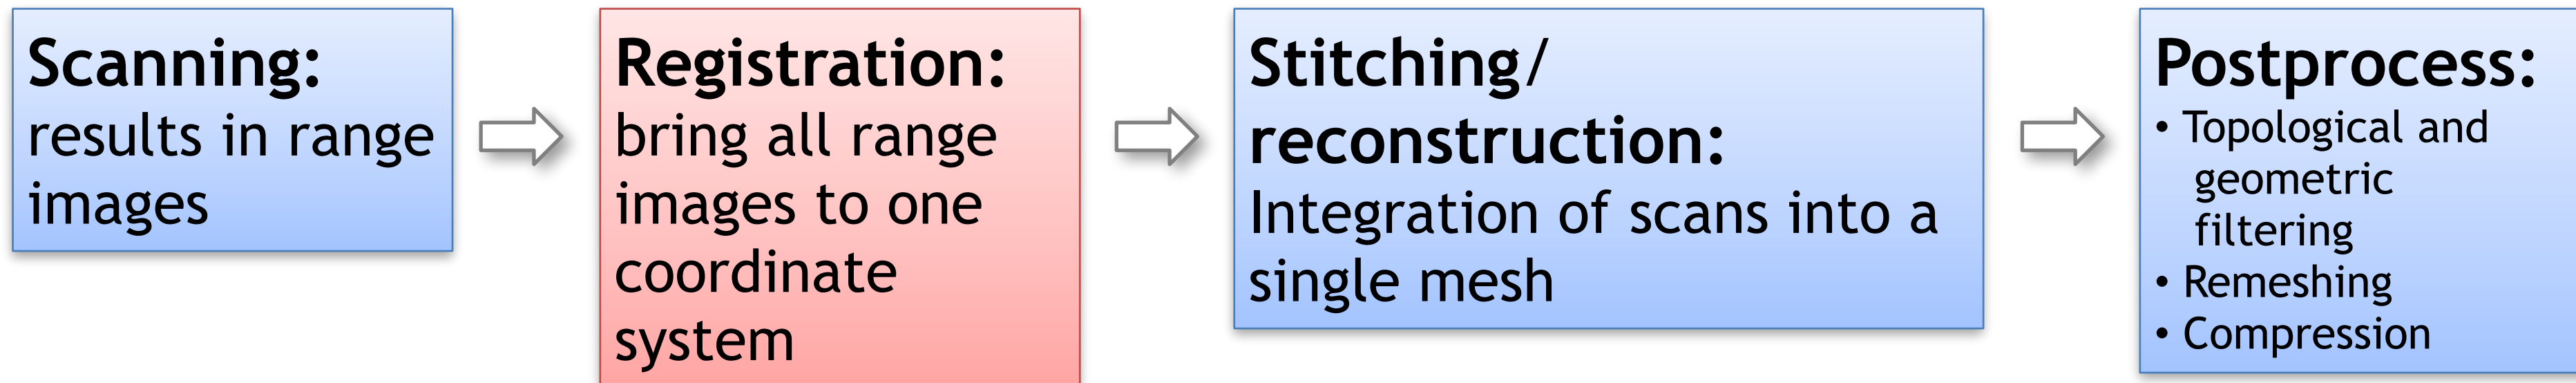 Scanning:
results in range
images
Registration:
bring all range
images to one
coordinate
system
Stitching/
reconstruction:
Integration of scans into a
single mesh
Postprocess:
• Topological and
geometric
filtering
• Remeshing
• Compression